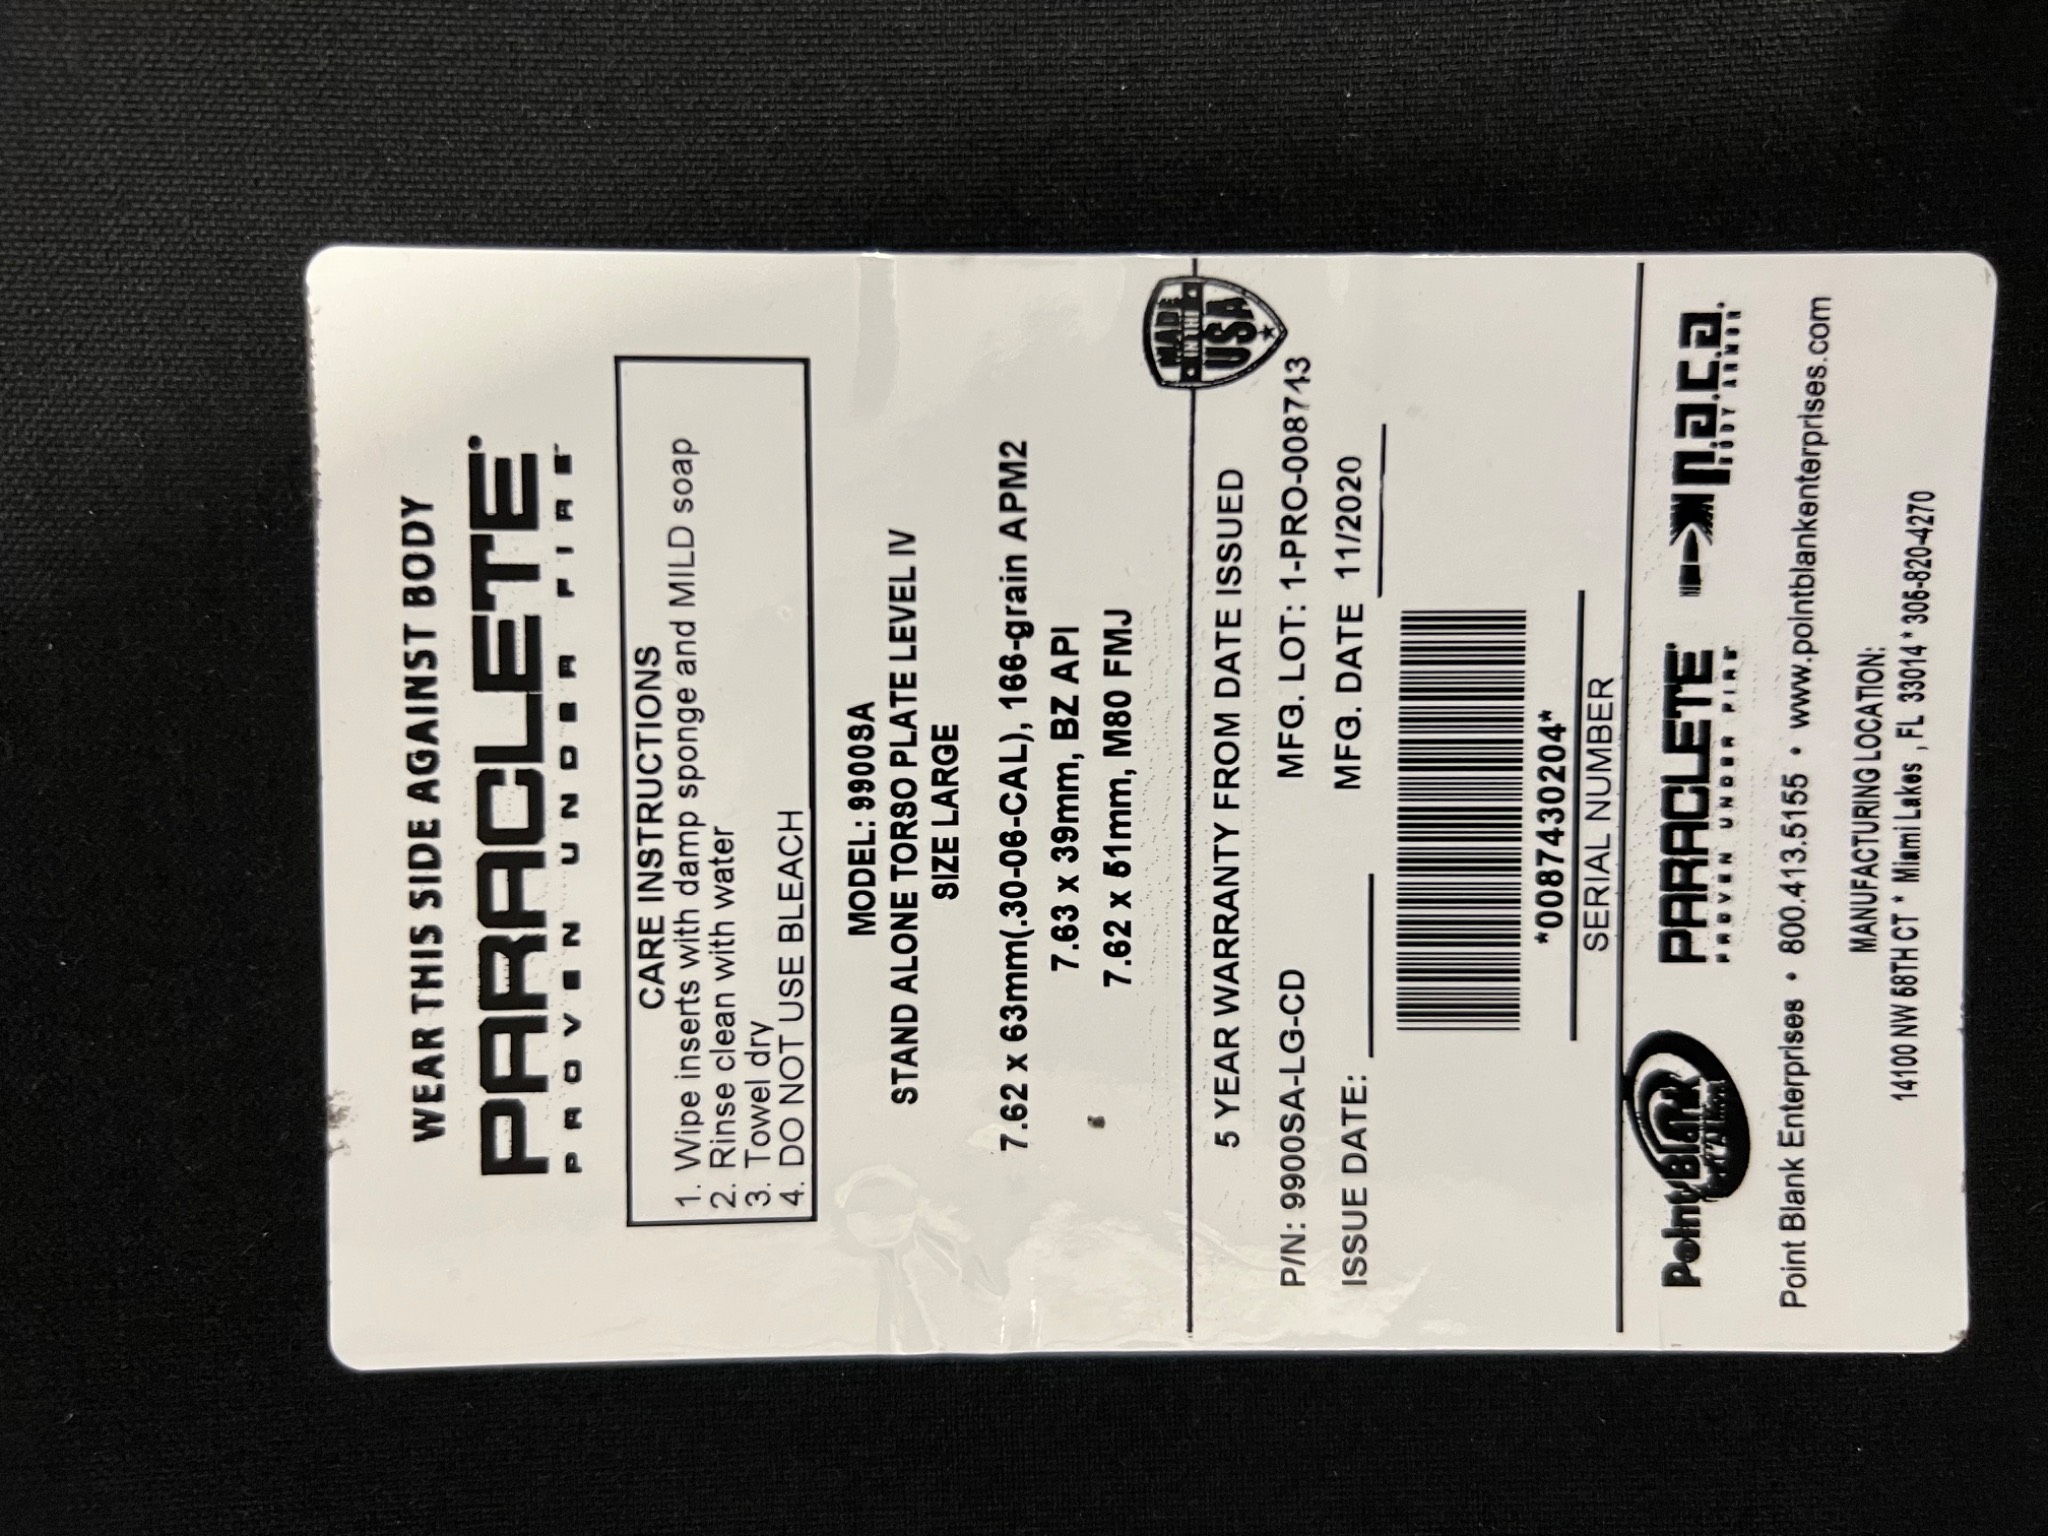 WEAR THIS SIDE AGAINST BODY
PARACLETE
PROVEN UNDER FIRE
CARE INSTRUCTIONS
1. Wipe inserts with damp sponge and MILD soap
2. Rinse clean with water
3. Towel dry
4. DO NOT USE BLEACH
MODEL: 9900SA
STAND ALONE TORSO PLATE LEVEL IV
SIZE LARGE
7.62 x 63mm(.30-06-CAL), 166-grain APM2
7.63 x 39mm, BZ API
7.62 x 51mm, M80 FMJ
MADE
IN THE
USA
5 YEAR WARRANTY FROM DATE ISSUED
P/N: 9900SA-LG-CD MFG. LOT: 1-PRO-008743
ISSUE DATE: MFG. DATE 11/2020
*0087430204*
SERIAL NUMBER
Point Blank PARACLETE P.A.C.A.
PROVEN UNDER FIRE BODY ARMOR
Point Blank Enterprises • 800.413.5155 • www.pointblankenterprises.com
MANUFACTURING LOCATION:
14100 NW 58TH CT * Miami Lakes , FL 33014 * 305-820-4270